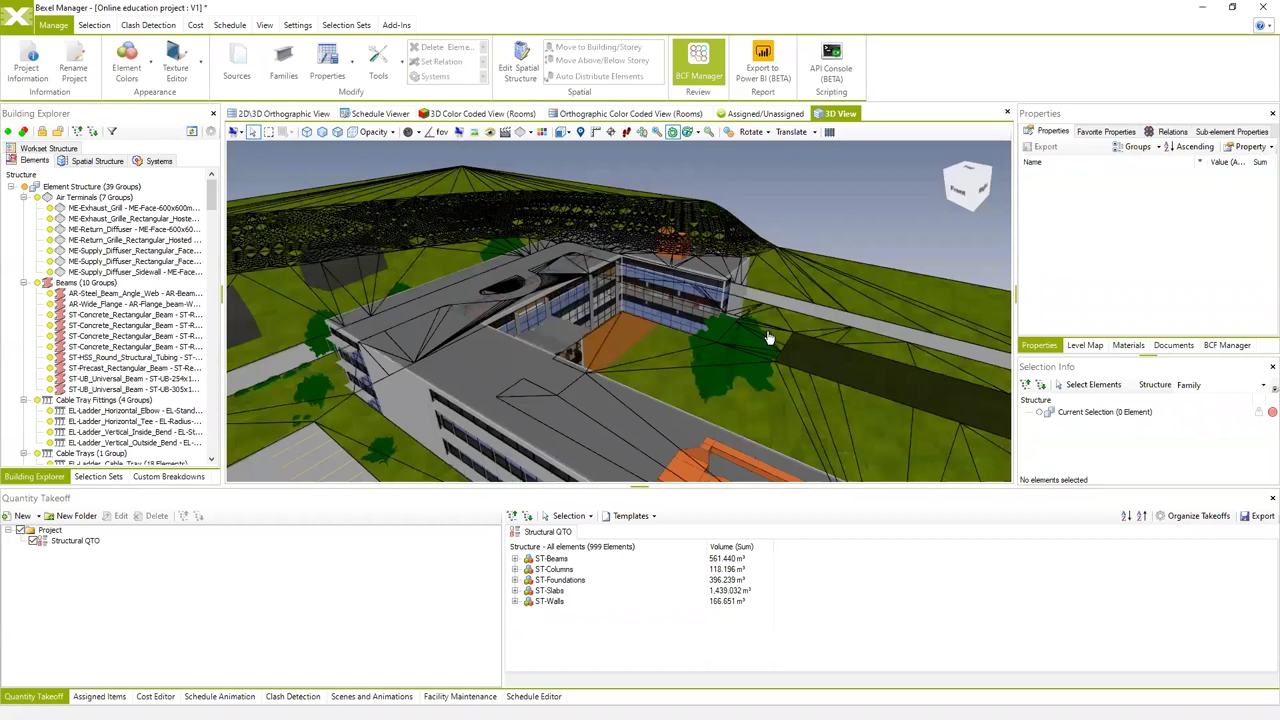 Bexel Manager - [Online education project : V1] *
Manage Selection Clash Detection Cost Schedule View Settings Selection Sets Add-Ins
Project Information
Rename Project
Element Colors
Texture Editor
Sources
Families
Properties
Tools
Delete Eleme...
Set Relation
Systems
Edit Spatial Structure
Move to Building/Storey
Move Above/Below Storey
Auto Distribute Elements
BCF Manager
Export to Power BI (BETA)
API Console (BETA)
Information Appearance Modify Spatial Review Report Scripting
Building Explorer
Workset Structure
Elements Spatial Structure Systems
Structure
Element Structure (39 Groups)
Air Terminals (7 Groups)
ME-Exhaust_Grill - ME-Face-600x600m...
ME-Exhaust_Grille_Rectangular_Hoste...
ME-Return_Diffuser - ME-Face-600x60...
ME-Return_Grille_Rectangular_Hosted
ME-Supply_Diffuser_Rectangular_Face...
ME-Supply_Diffuser_Rectangular_Face...
ME-Supply_Diffuser_Sidewall - ME-Face...
Beams (10 Groups)
AR-Steel_Beam_Angle_Web - AR-Beam...
AR-Wide_Flange - AR-Flange_beam-W...
ST-Concrete_Rectangular_Beam - ST-R...
ST-Concrete_Rectangular_Beam - ST-R...
ST-Concrete_Rectangular_Beam - ST-R...
ST-Concrete_Rectangular_Beam - ST-R...
ST-HSS_Round_Structural_Tubing - ST-...
ST-Precast_Rectangular_Beam - ST-Rec...
ST-UB_Universal_Beam - ST-UB-254x1...
ST-UB_Universal_Beam - ST-UB-305x1...
Cable Tray Fittings (4 Groups)
EL-Ladder_Horizontal_Elbow - EL-Stand...
EL-Ladder_Horizontal_Tee - EL-Radius-...
EL-Ladder_Vertical_Inside_Bend - EL-St...
EL-Ladder_Vertical_Outside_Bend - EL-...
Cable Trays (1 Group)
EL-Ladder_Cable_Tray (18 Elements)
Building Explorer Selection Sets Custom Breakdowns
2D\3D Orthographic View Schedule Viewer 3D Color Coded View (Rooms) Orthographic Color Coded View (Rooms) Assigned/Unassigned 3D View
Opacity fov Rotate Translate
Front
Properties
Properties Favorite Properties Relations Sub-element Properties
Export Groups Ascending Property
Name * Value (A... Sum
Properties Level Map Materials Documents BCF Manager
Selection Info
Select Elements Structure Family
Structure
Current Selection (0 Element)
No elements selected
Quantity Takeoff
New New Folder Edit Delete
Project
Structural QTO
Selection Templates Organize Takeoffs Export
Structural QTO
Structure - All elements (999 Elements) Volume (Sum)
ST-Beams 561.440 m³
ST-Columns 118.196 m³
ST-Foundations 396.239 m³
ST-Slabs 1,439.032 m³
ST-Walls 166.651 m³
Quantity Takeoff Assigned Items Cost Editor Schedule Animation Clash Detection Scenes and Animations Facility Maintenance Schedule Editor